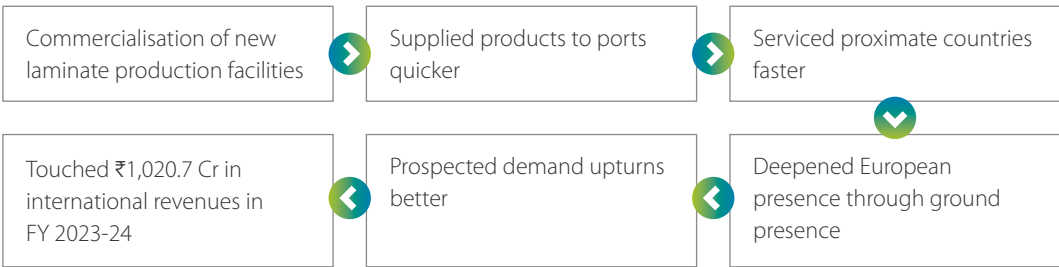 Commercialisation of new
laminate production facilities
Supplied products to ports
quicker
Serviced proximate countries
faster
Deepened European
presence through ground
presence
Prospected demand upturns
better
Touched ₹1,020.7 Cr in
international revenues in
FY 2023-24